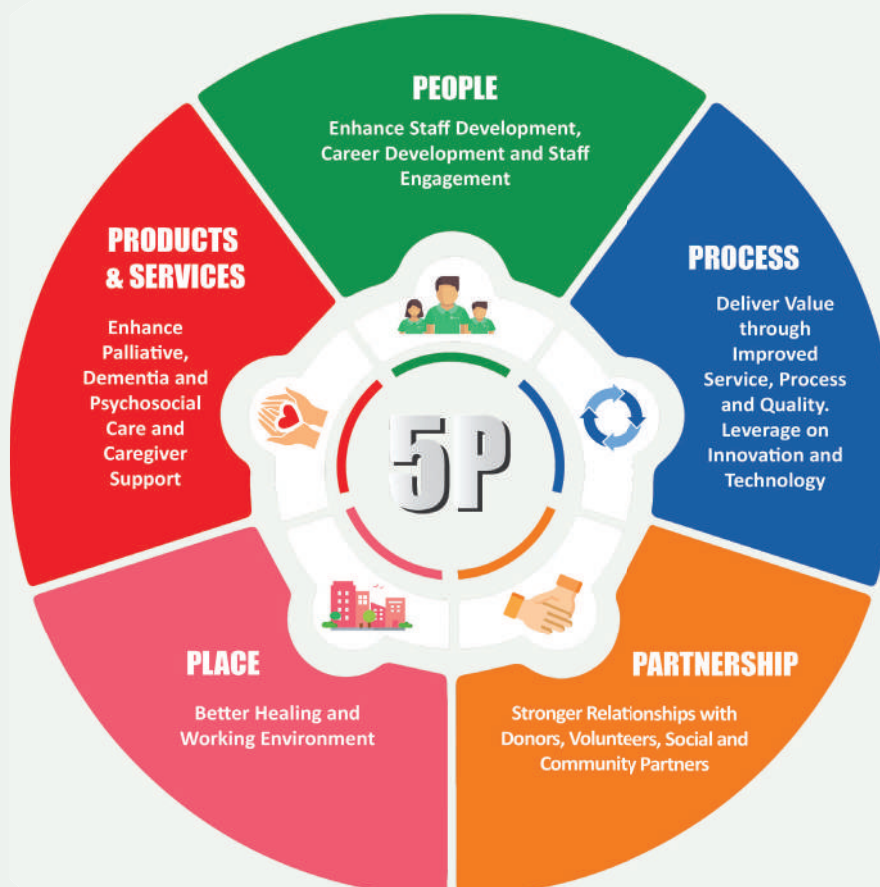 PEOPLE
Enhance Staff Development,
Career Development and Staff
Engagement
PROCESS
Deliver Value
through
Improved
Service, Process
and Quality.
Leverage on
Innovation and
Technology
PARTNERSHIP
Stronger Relationships with
Donors, Volunteers, Social and
Community Partners
PLACE
Better Healing and
Working Environment
PRODUCTS
& SERVICES
Enhance
Palliative,
Dementia and
Psychosocial
Care and
Caregiver
Support
5P